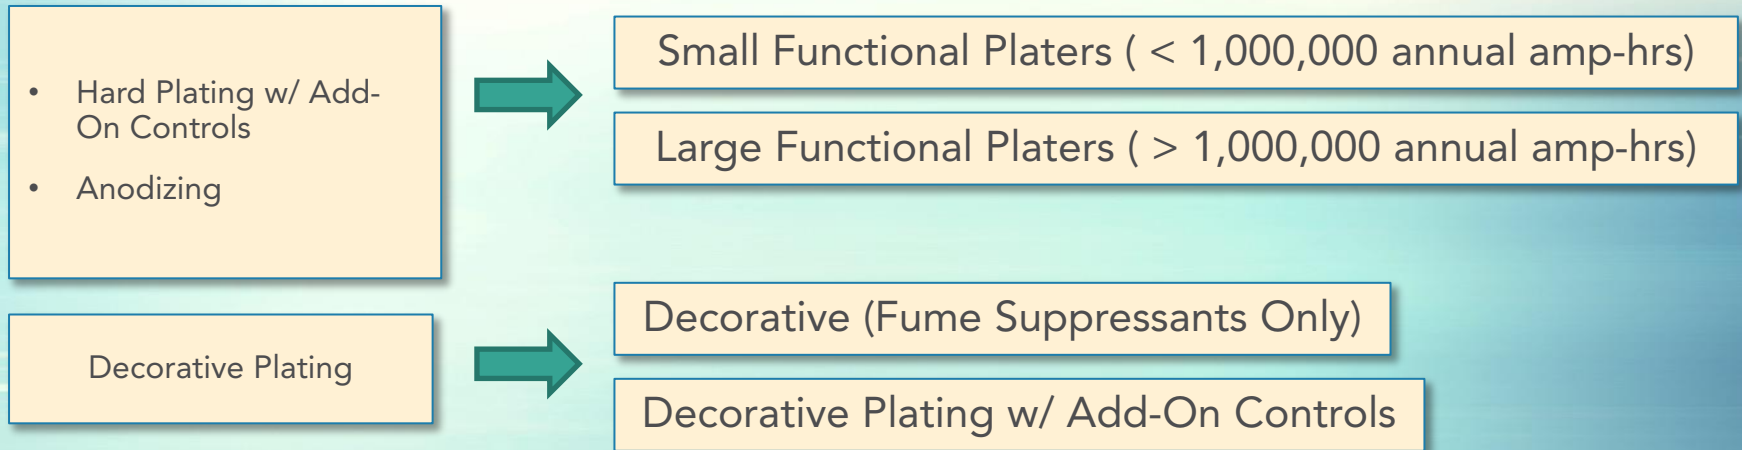 • Hard Plating w/ Add-
On Controls
• Anodizing
Small Functional Platers ( < 1,000,000 annual amp-hrs)
Large Functional Platers ( > 1,000,000 annual amp-hrs)
Decorative Plating
Decorative (Fume Suppressants Only)
Decorative Plating w/ Add-On Controls